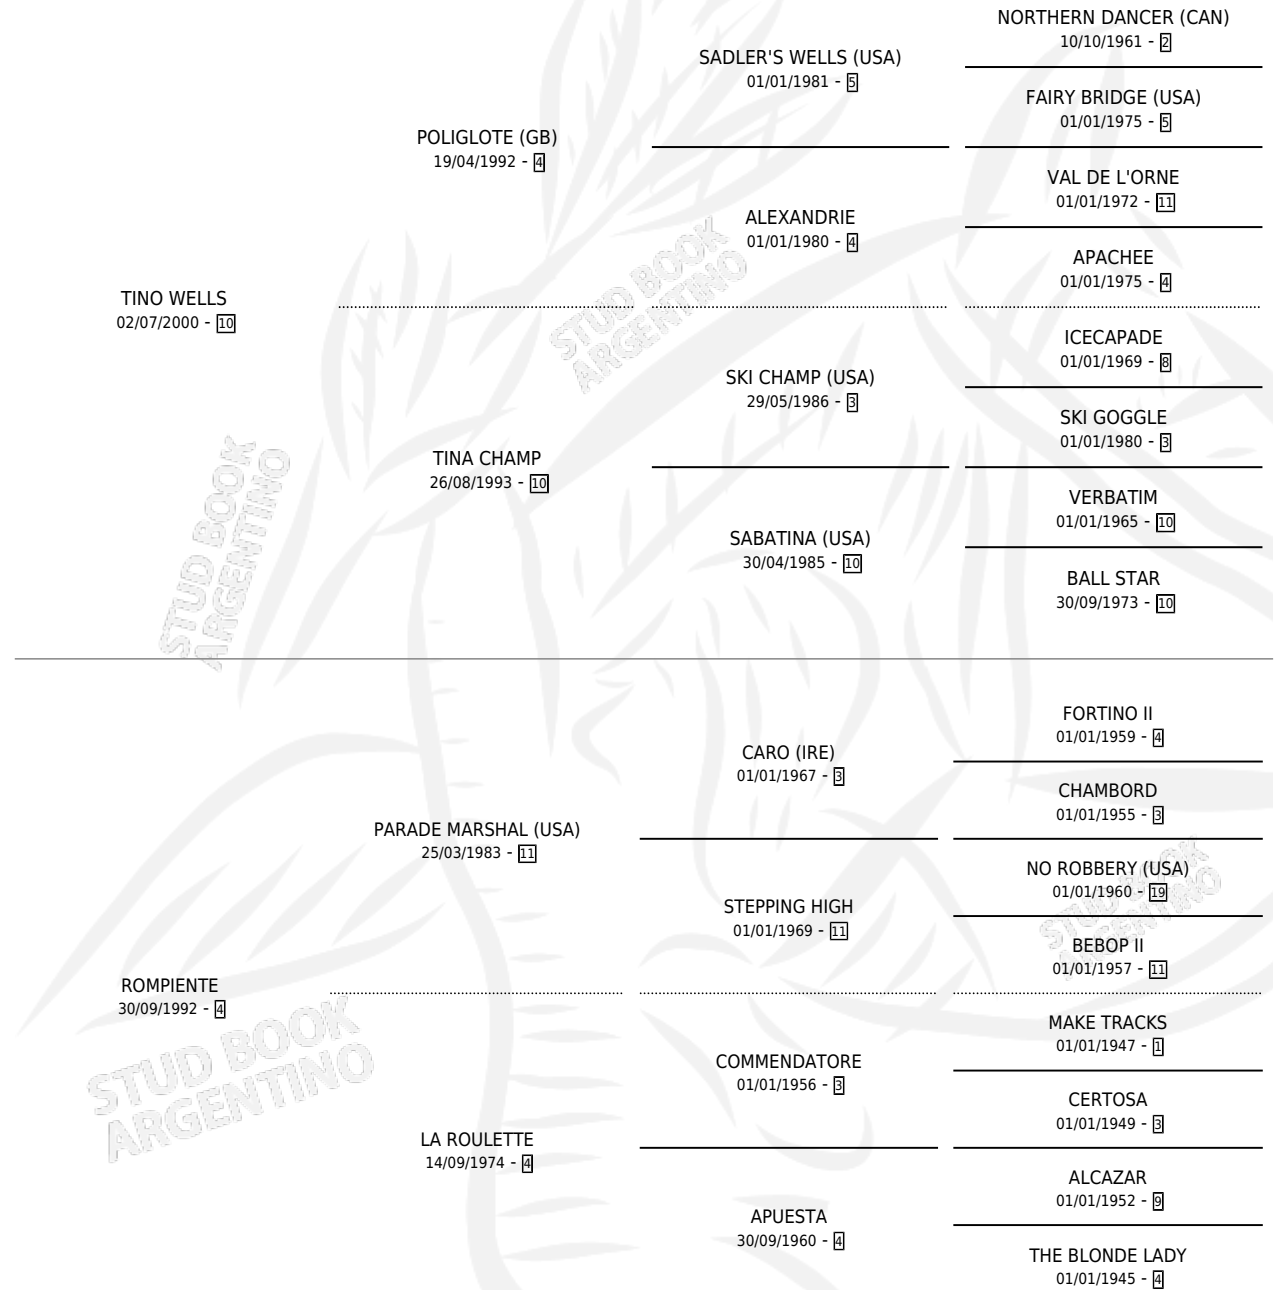 NORTHERN DANCER (CAN)
10/10/1961 - 2
SADLER'S WELLS (USA)
01/01/1981 - 5
FAIRY BRIDGE (USA)
01/01/1975 - 5
POLIGLOTE (GB)
19/04/1992 - 4
VAL DE L'ORNE
01/01/1972 - 11
ALEXANDRIE
01/01/1980 - 4
APACHEE
01/01/1975 - 4
TINO WELLS
02/07/2000 - 10
STUD BOOK
ARGENTINO
ICECAPADE
01/01/1969 - 8
SKI CHAMP (USA)
29/05/1986 - 3
SKI GOGGLE
01/01/1980 - 3
TINA CHAMP
26/08/1993 - 10
VERBATIM
01/01/1965 - 10
SABATINA (USA)
30/04/1985 - 10
BALL STAR
30/09/1973 - 10
STUD BOOK
ARGENTINO
FORTINO II
01/01/1959 - 4
CARO (IRE)
01/01/1967 - 3
CHAMBORD
01/01/1955 - 3
PARADE MARSHAL (USA)
25/03/1983 - 11
NO ROBBERY (USA)
01/01/1960 - 19
STEPPING HIGH
01/01/1969 - 11
STUD BOOK
ARGENTINO
BEBOP II
01/01/1957 - 11
ROMPIENTE
30/09/1992 - 4
MAKE TRACKS
01/01/1947 - 1
COMMENDATORE
01/01/1956 - 3
STUD BOOK
ARGENTINO
CERTOSA
01/01/1949 - 3
LA ROULETTE
14/09/1974 - 4
ALCAZAR
01/01/1952 - 9
APUESTA
30/09/1960 - 4
THE BLONDE LADY
01/01/1945 - 4